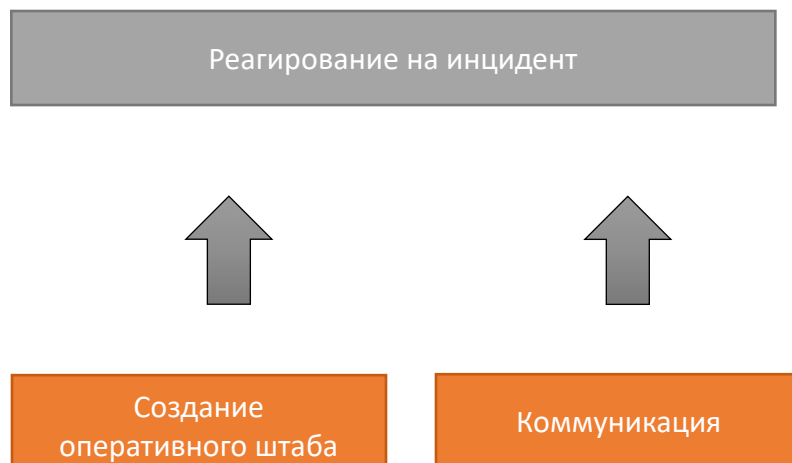 Реагирование на инцидент
Создание
оперативного штаба
Коммуникация